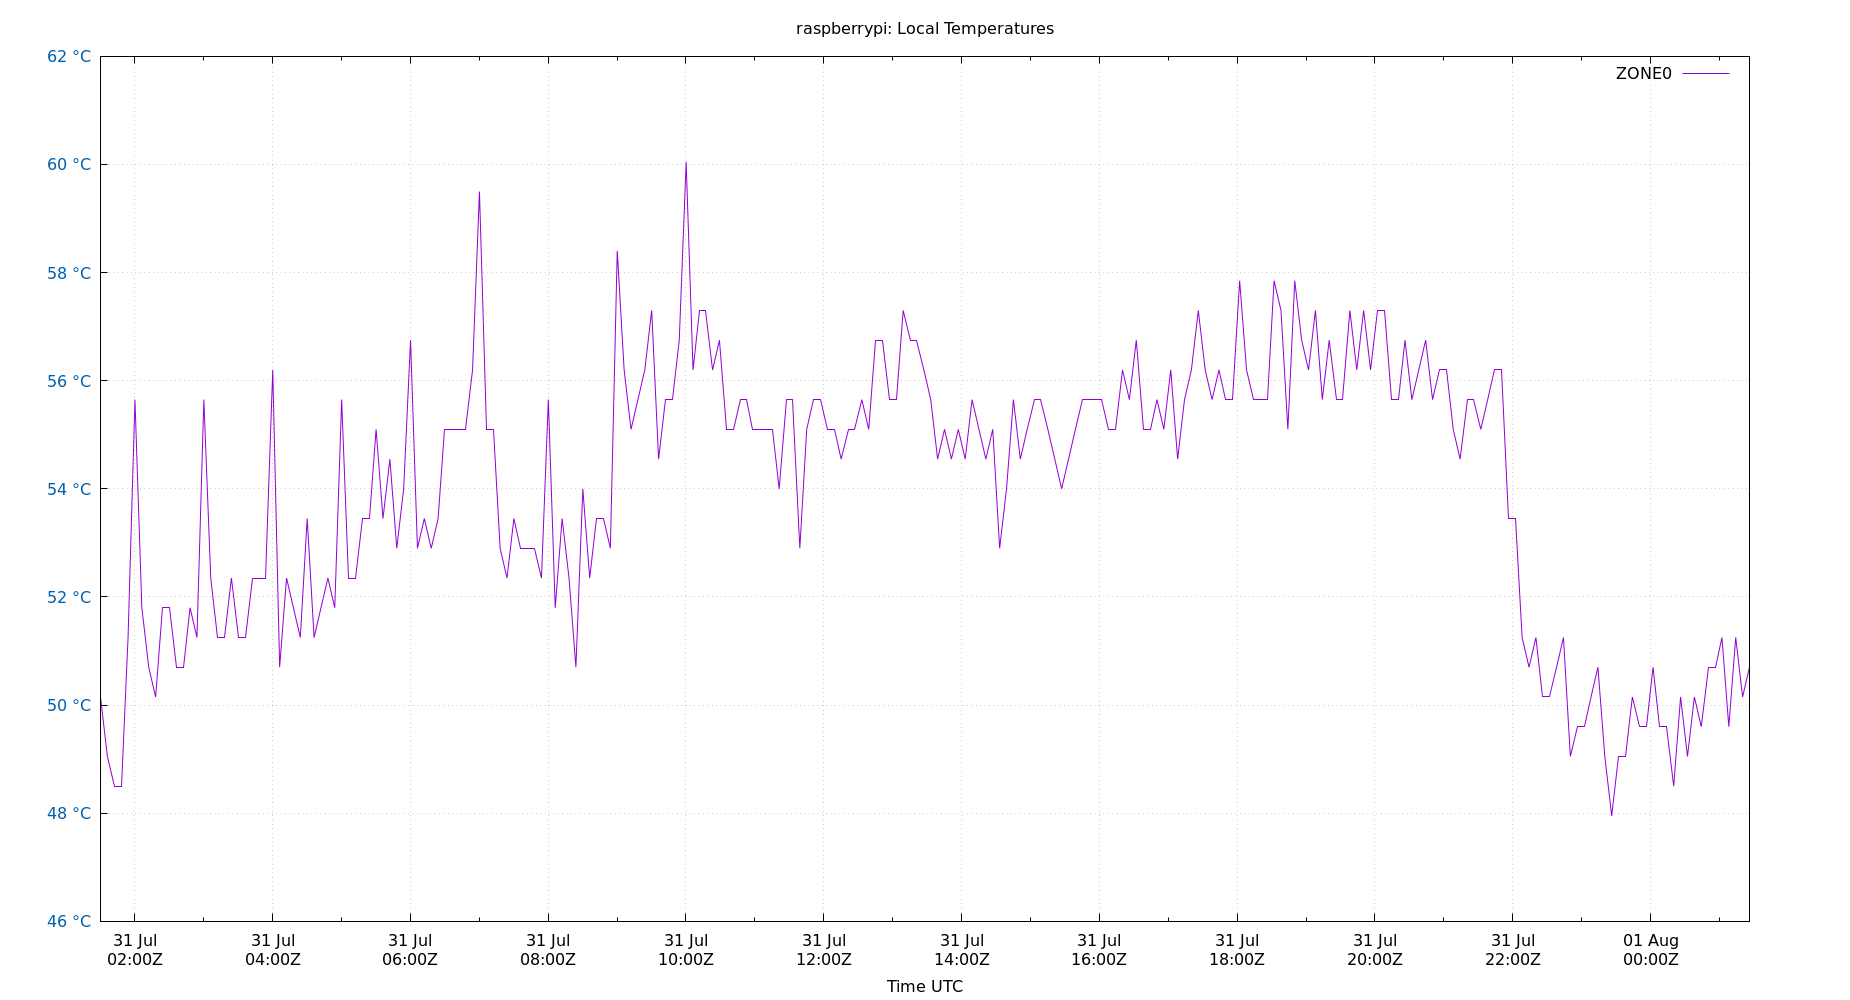 raspberrypi: Local Temperatures
ZONE0
62 °C
60 °C
58 °C
56 °C
54 °C
52 °C
50 °C
48 °C
46 °C
31 Jul 31 Jul 31 Jul 31 Jul 31 Jul 31 Jul 31 Jul 31 Jul 31 Jul 31 Jul 31 Jul 01 Aug
02:00Z 04:00Z 06:00Z 08:00Z 10:00Z 12:00Z 14:00Z 16:00Z 18:00Z 20:00Z 22:00Z 00:00Z
Time UTC